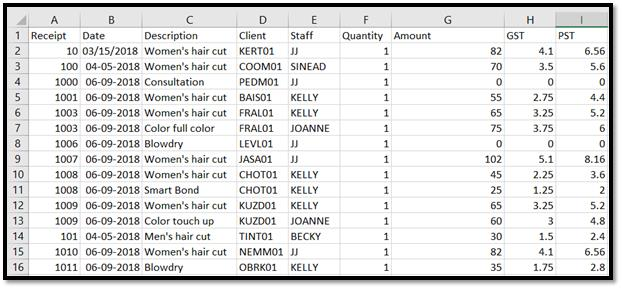 A B C D E F G H I
1 Receipt Date Description Client Staff Quantity Amount GST PST
2 10 03/15/2018 Women's hair cut KERT01 JJ 1 82 4.1 6.56
3 100 04-05-2018 Women's hair cut COOM01 SINEAD 1 70 3.5 5.6
4 1000 06-09-2018 Consultation PEDM01 JJ 1 0 0 0
5 1001 06-09-2018 Women's hair cut BAIS01 KELLY 1 55 2.75 4.4
6 1003 06-09-2018 Women's hair cut FRAL01 KELLY 1 65 3.25 5.2
7 1003 06-09-2018 Color full color FRAL01 JOANNE 1 75 3.75 6
8 1006 06-09-2018 Blowdry LEVL01 JJ 1 0 0 0
9 1007 06-09-2018 Women's hair cut JASA01 JJ 1 102 5.1 8.16
10 1008 06-09-2018 Women's hair cut CHOT01 KELLY 1 45 2.25 3.6
11 1008 06-09-2018 Smart Bond CHOT01 KELLY 1 25 1.25 2
12 1009 06-09-2018 Women's hair cut KUZD01 KELLY 1 65 3.25 5.2
13 1009 06-09-2018 Color touch up KUZD01 JOANNE 1 60 3 4.8
14 101 04-05-2018 Men's hair cut TINT01 BECKY 1 30 1.5 2.4
15 1010 06-09-2018 Women's hair cut NEMM01 JJ 1 82 4.1 6.56
16 1011 06-09-2018 Blowdry OBRK01 KELLY 1 35 1.75 2.8